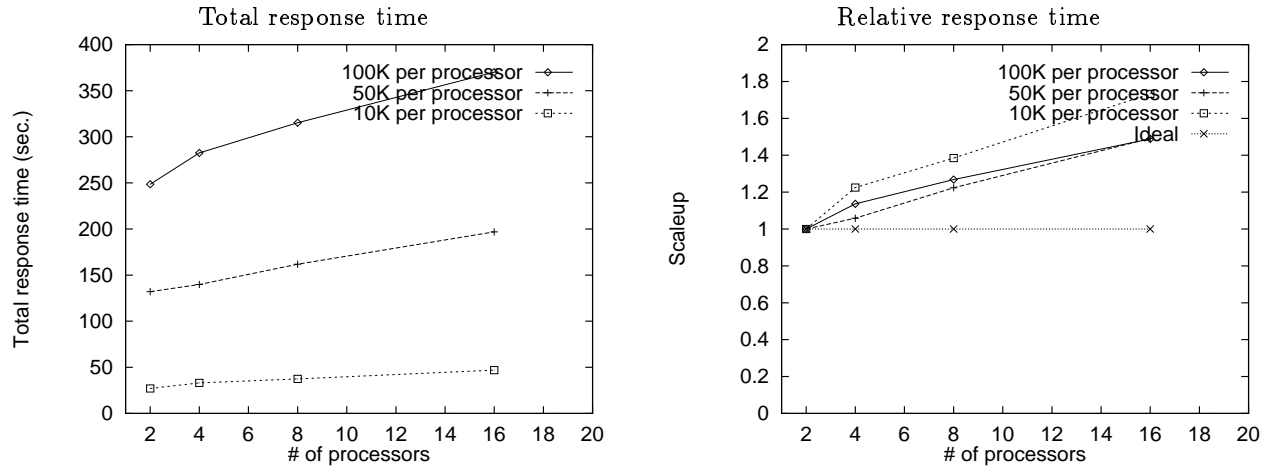 Total response time
400
350
300
250
200
150
100
50
0
Total response time (sec.)
100K per processor
50K per processor
10K per processor
2 4 6 8 10 12 14 16 18 20
# of processors
Relative response time
2
1.8
1.6
1.4
1.2
1
0.8
0.6
0.4
0.2
0
Scaleup
100K per processor
50K per processor
10K per processor
Ideal
2 4 6 8 10 12 14 16 18 20
# of processors